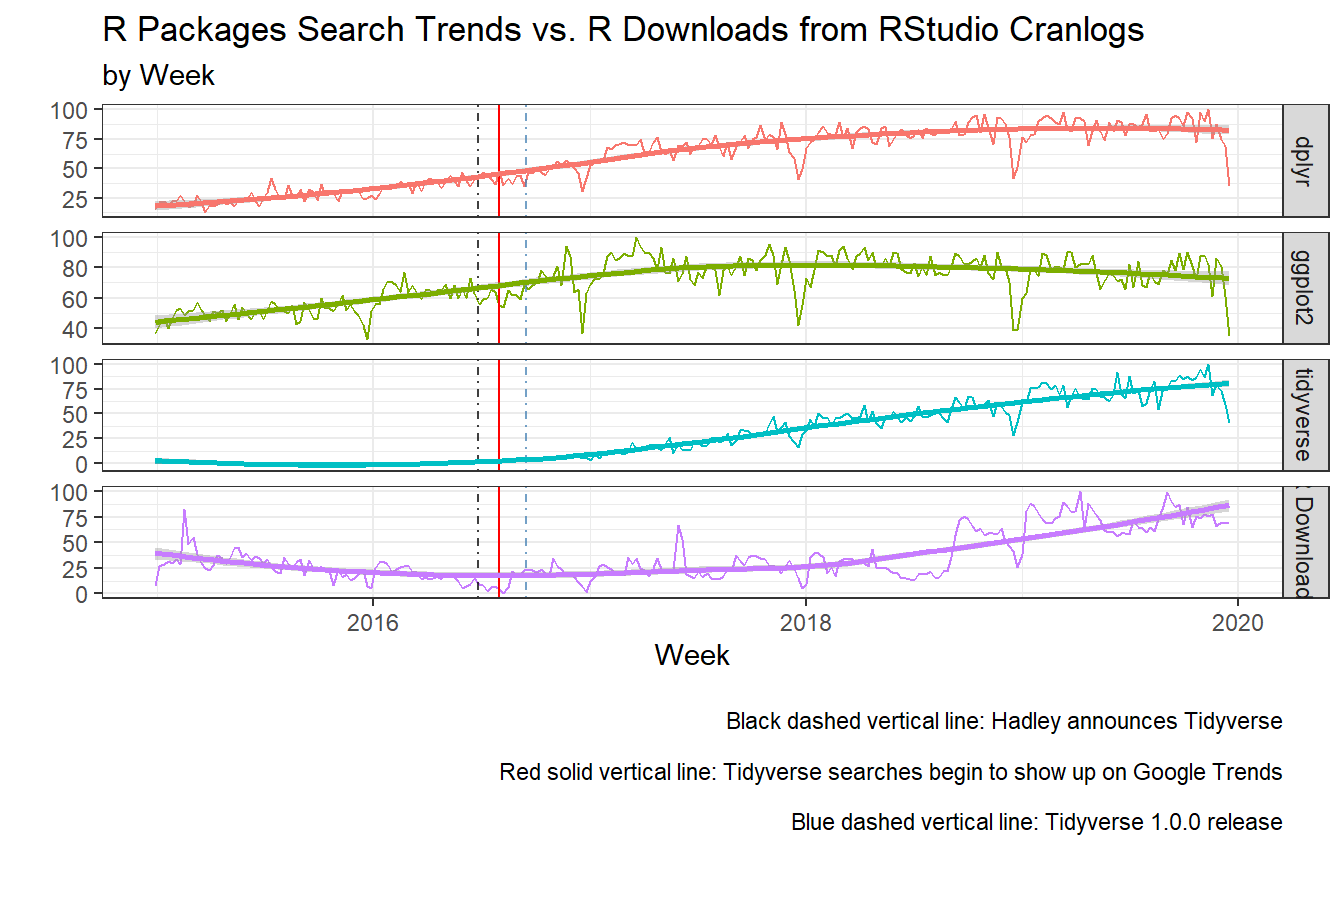 R Packages Search Trends vs. R Downloads from RStudio Cranlogs
by Week
100
75
50
25
dplyr
100
80
60
40
ggplot2
100
75
50
25
0
tidyverse
100
75
50
25
0
Download
2016
2018
2020
Week
Black dashed vertical line: Hadley announces Tidyverse
Red solid vertical line: Tidyverse searches begin to show up on Google Trends
Blue dashed vertical line: Tidyverse 1.0.0 release